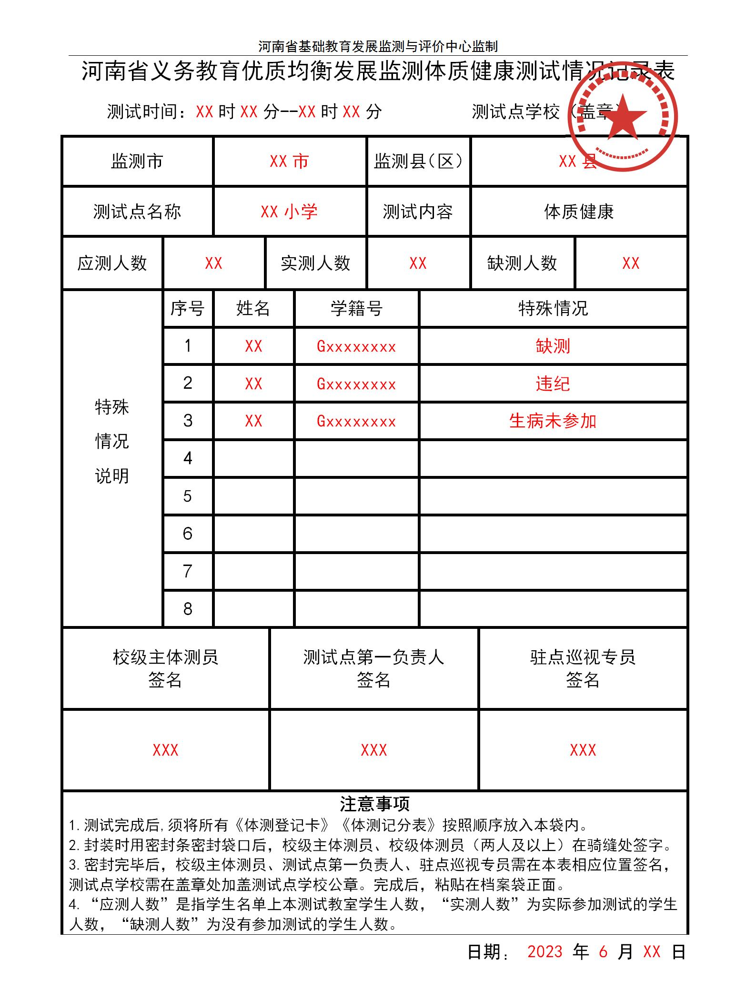 河南省基础教育发展监测与评价中心监制
河南省义务教育优质均衡发展监测体质健康测试情况记录表
测试时间：XX 时 XX 分--XX 时 XX 分 测试点学校（盖章）
监测市 XX 市 监测县（区） XX 县
测试点名称 XX 小学 测试内容 体质健康
应测人数 XX 实测人数 XX 缺测人数 XX
特殊
情况
说明
序号 姓名 学籍号 特殊情况
1 XX Gxxxxxxxx 缺测
2 XX Gxxxxxxxx 违纪
3 XX Gxxxxxxxx 生病未参加
4
5
6
7
8
校级主体测员 测试点第一负责人 驻点巡视专员
签名 签名 签名
XXX XXX XXX
注意事项
1.测试完成后,须将所有《体测登记卡》《体测记分表》按照顺序放入本袋内。
2.封装时用密封条密封袋口后，校级主体测员、校级体测员（两人及以上）在骑缝处签字。
3.密封完毕后，校级主体测员、测试点第一负责人、驻点巡视专员需在本表相应位置签名，
测试点学校需在盖章处加盖测试点学校公章。完成后，粘贴在档案袋正面。
4.“应测人数”是指学生名单上本测试教室学生人数，“实测人数”为实际参加测试的学生
人数，“缺测人数”为没有参加测试的学生人数。
日期： 2023 年 6 月 XX 日